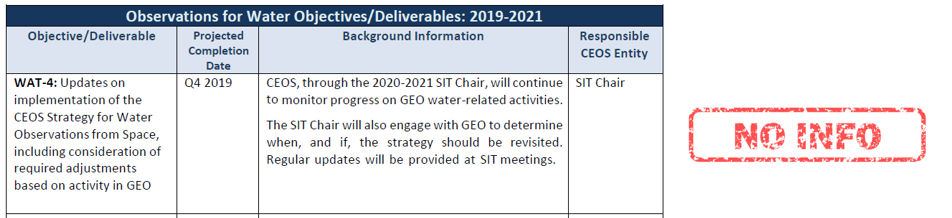 Observations for Water Objectives/Deliverables: 2019-2021
Objective/Deliverable
Projected
Completion
Date
Background Information
Responsible
CEOS Entity
WAT-4: Updates on
implementation of the
CEOS Strategy for Water
Observations from Space,
including consideration of
required adjustments
based on activity in GEO
Q4 2019
CEOS, through the 2020-2021 SIT Chair, will continue
to monitor progress on GEO water-related activities.
The SIT Chair will also engage with GEO to determine
when, and if, the strategy should be revisited.
Regular updates will be provided at SIT meetings.
SIT Chair
NO INFO